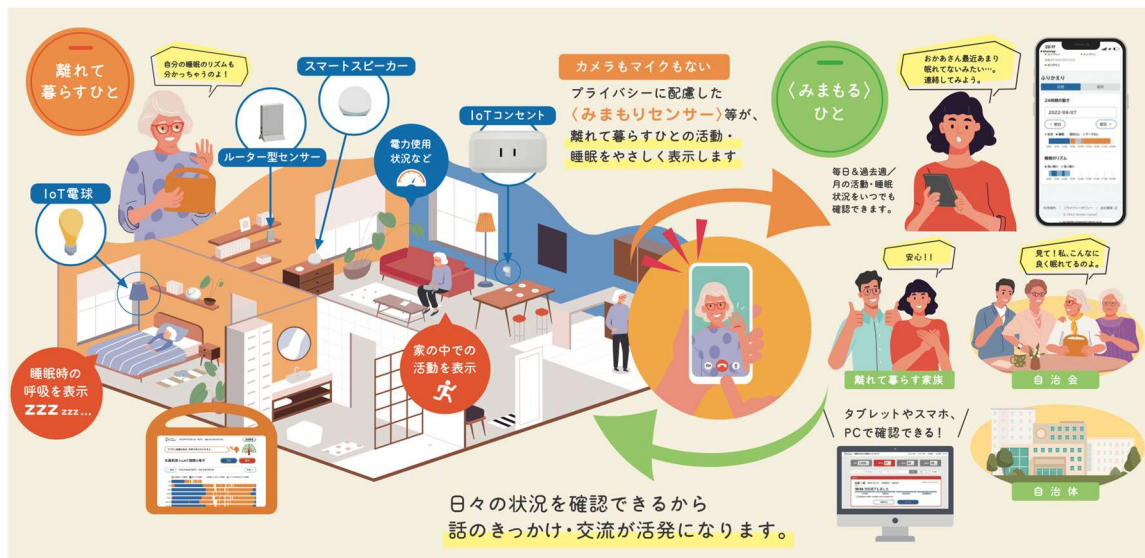 離れて
暮らすひと
自分の睡眠のリズムも
分かっちゃうのよ！
スマートスピーカー
ルーター型センサー
IoT電球
電力使用
状況など
IoTコンセント
カメラもマイクもない
プライバシーに配慮した
〈みまもりセンサー〉等が、
離れて暮らすひとの活動・
睡眠をやさしく表示します
〈みまもる〉
ひと
毎日＆過去週／
月の活動・睡眠
状況をいつでも
確認できます。
おかあさん最近あまり
眠れてないみたい…。
連絡してみよう。
ふりかえり
24時間の動き
2022/09/07
睡眠のリズム
睡眠時の
呼吸を表示
ZZZ zzz...
家の中での
活動を表示
安心！！
離れて暮らす家族
見て！私、こんなに
良く眠れてるのよ。
自治会
タブレットやスマホ、
PCで確認できる！
自治体
日々の状況を確認できるから
話のきっかけ・交流が活発になります。